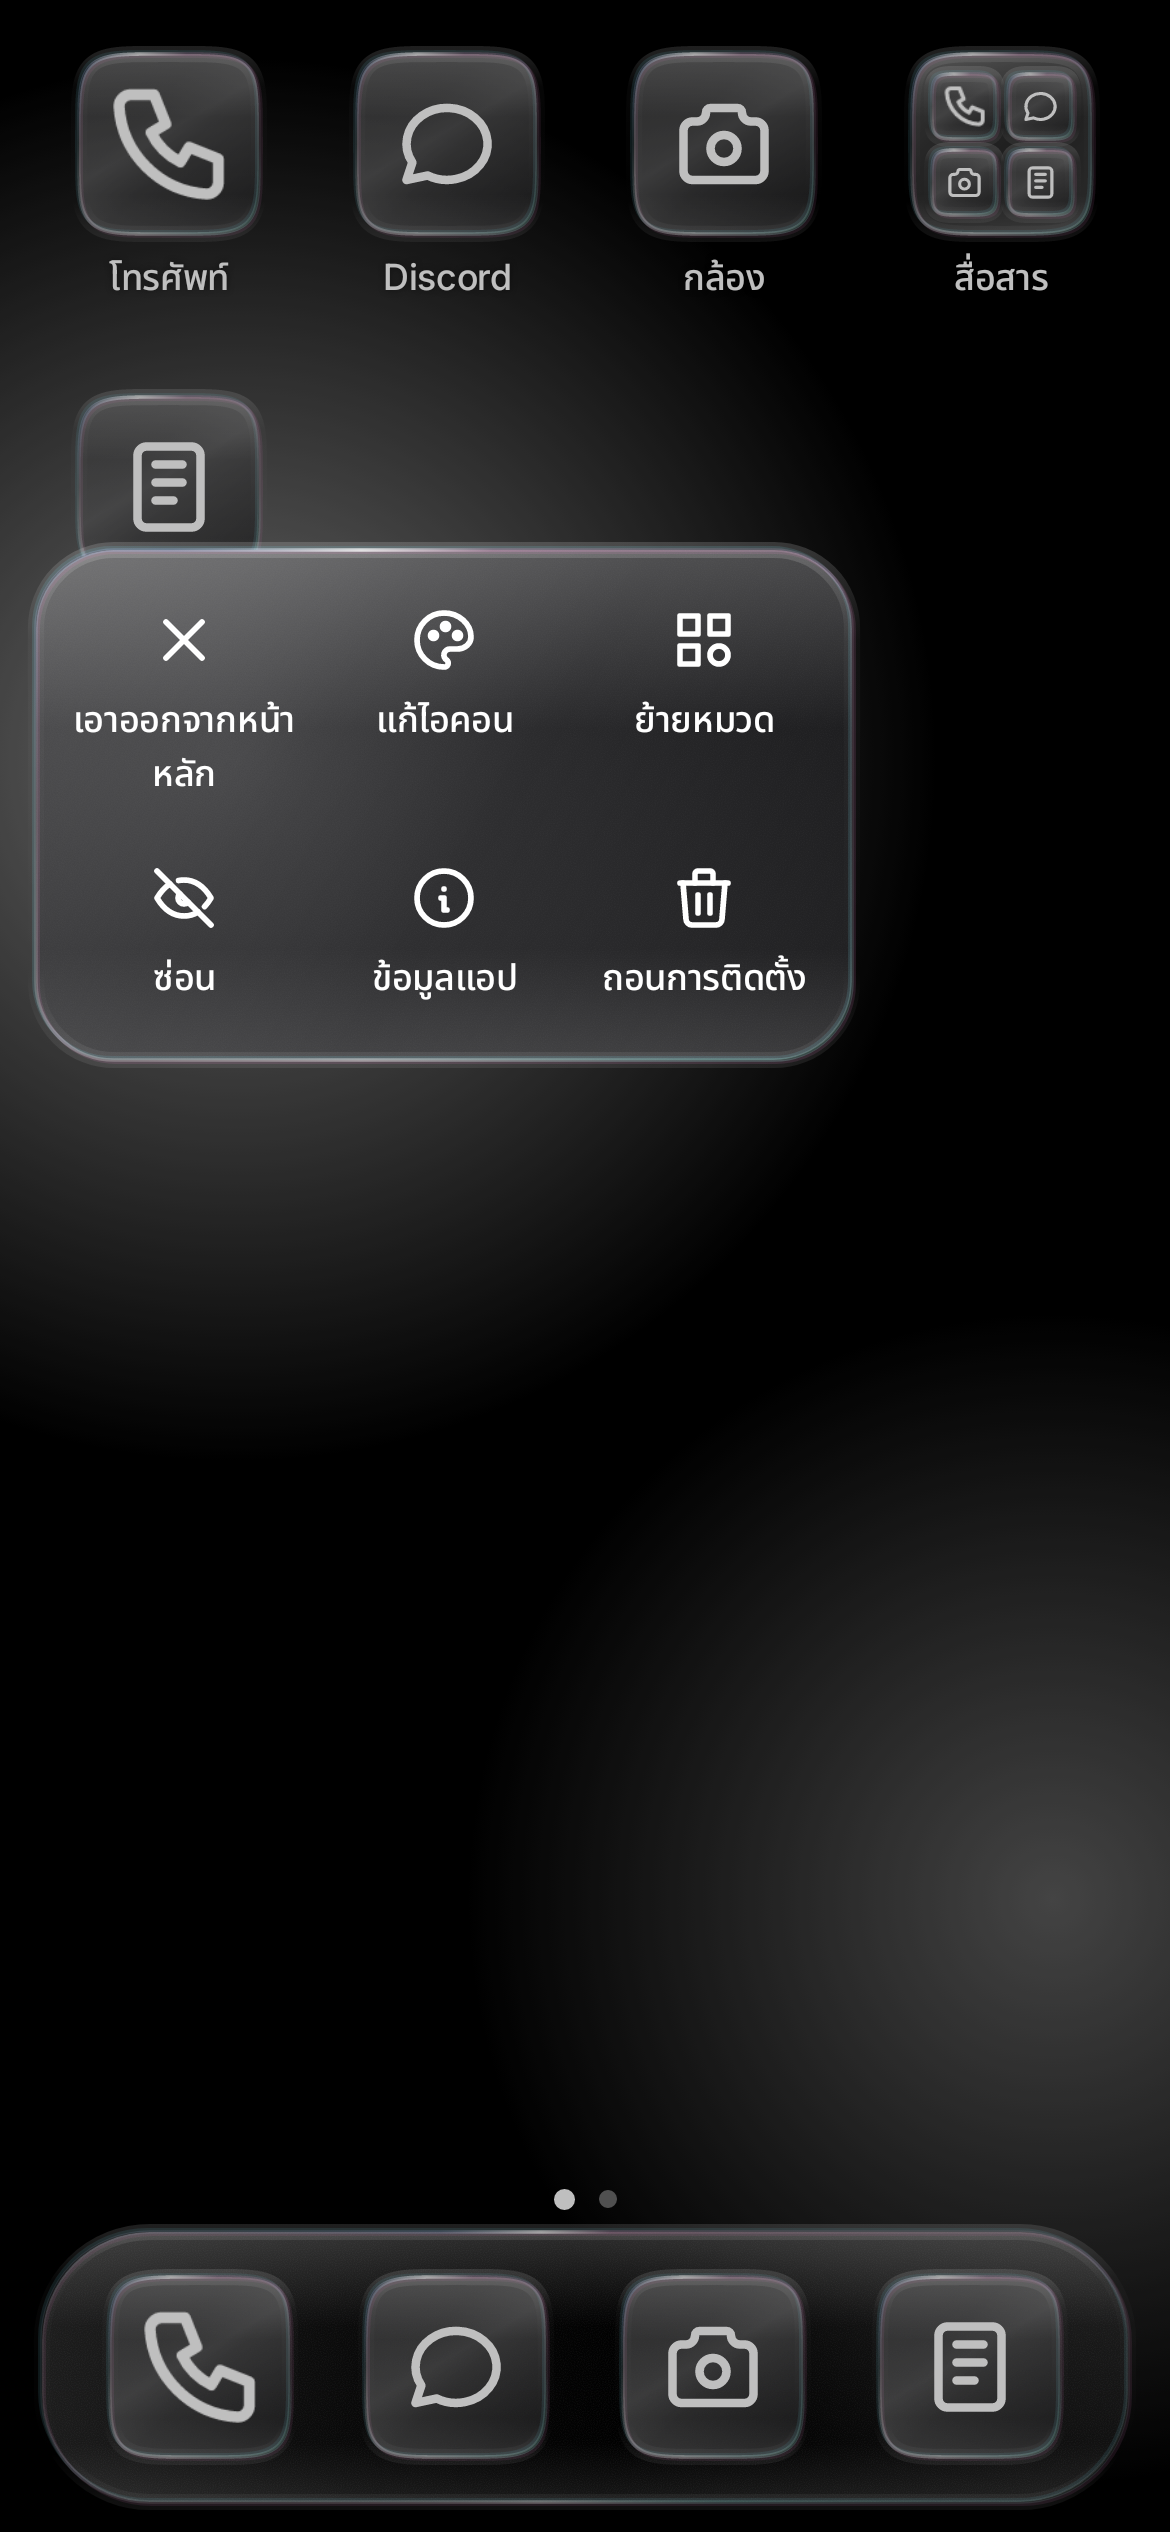 โทรศัพท์
Discord
กล้อง
สื่อสาร
เอาออกจากหน้า
หลัก
แก้ไอคอน
ย้ายหมวด
ซ่อน
ข้อมูลแอป
ถอนการติดตั้ง